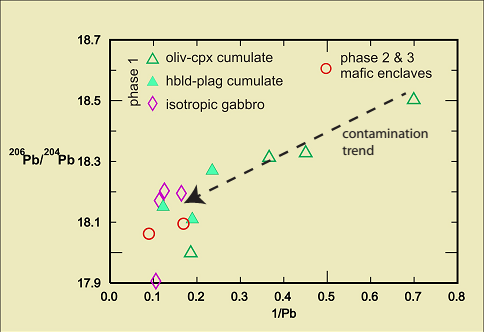 18.7
phase 1
oliv-cpx cumulate
hbld-plag cumulate
isotropic gabbro
phase 2 & 3
mafic enclaves
18.5
contamination
trend
²⁰⁶Pb/²⁰⁴Pb
18.3
18.1
17.9
0.0 0.1 0.2 0.3 0.4 0.5 0.6 0.7 0.8
1/Pb